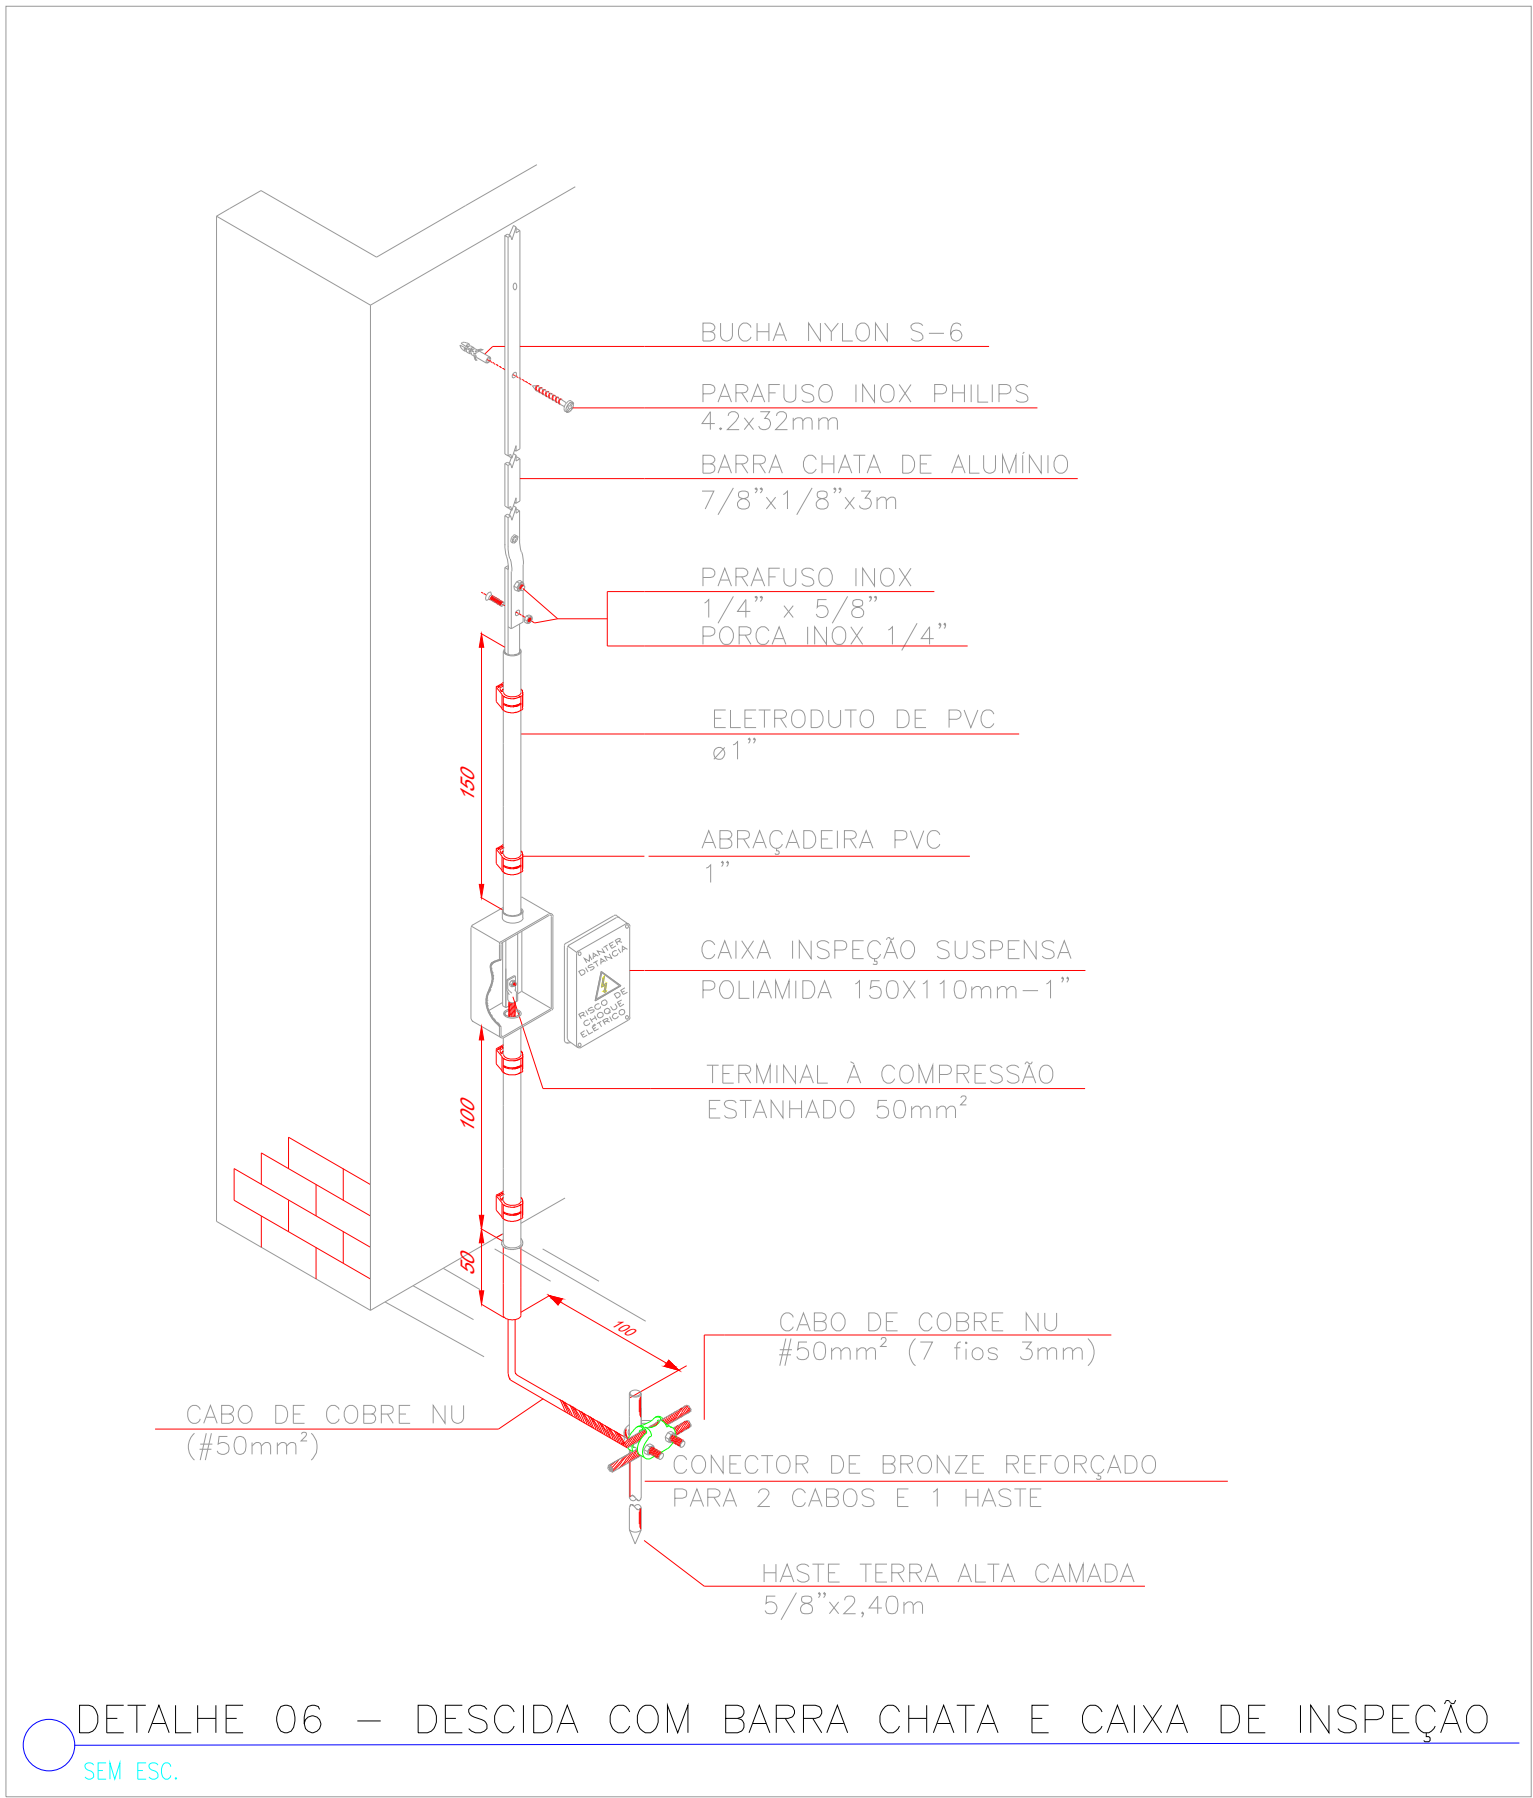 BUCHA NYLON S-6
PARAFUSO INOX PHILIPS
4.2x32mm
BARRA CHATA DE ALUMÍNIO
7/8"x1/8"x3m
PARAFUSO INOX
1/4" x 5/8"
PORCA INOX 1/4"
ELETRODUTO DE PVC
ø1"
150
ABRAÇADEIRA PVC
1"
MANTER
DISTANCIA
RISCO DE
CHOQUE
ELÉTRICO
CAIXA INSPEÇÃO SUSPENSA
POLIAMIDA 150X110mm-1"
TERMINAL À COMPRESSÃO
ESTANHADO 50mm²
100
50
100
CABO DE COBRE NU
#50mm² (7 fios 3mm)
CABO DE COBRE NU
(#50mm²)
CONECTOR DE BRONZE REFORÇADO
PARA 2 CABOS E 1 HASTE
HASTE TERRA ALTA CAMADA
5/8"x2,40m
DETALHE 06 - DESCIDA COM BARRA CHATA E CAIXA DE INSPEÇÃO
SEM ESC.